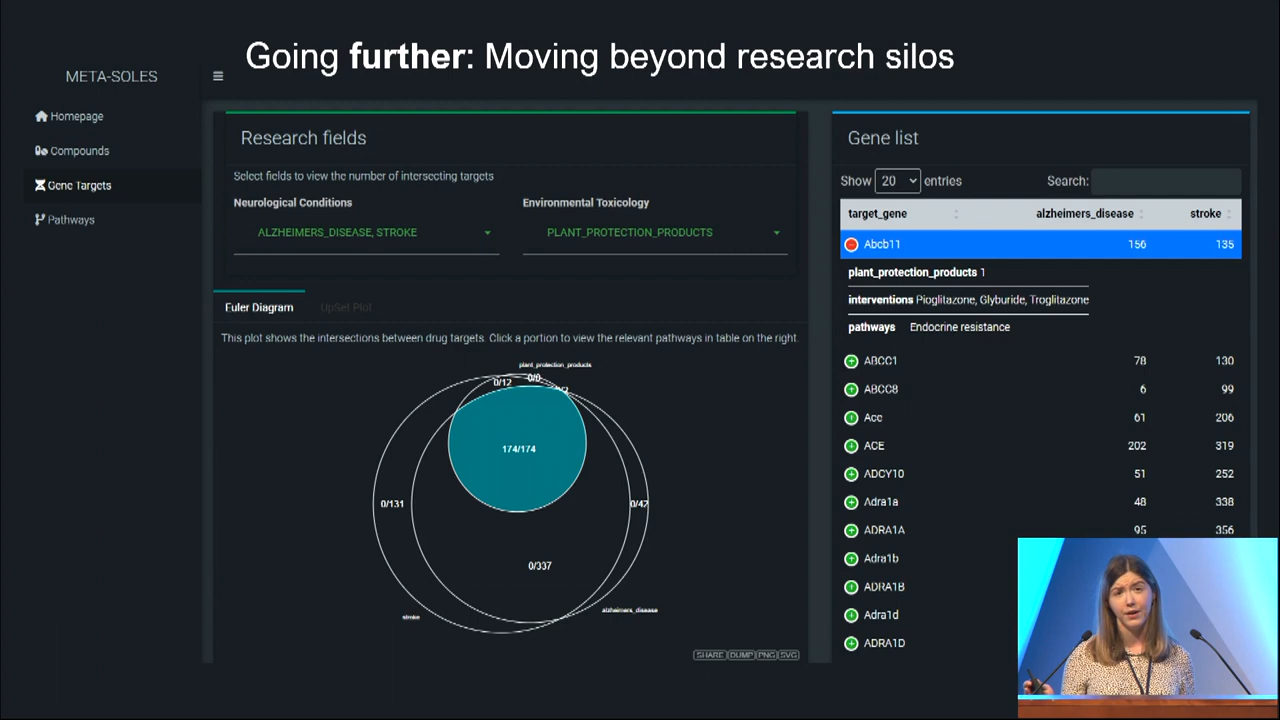 Going further: Moving beyond research silos
META-SOLES
Homepage
Compounds
Gene Targets
Pathways
Research fields
Select fields to view the number of intersecting targets
Neurological Conditions
Environmental Toxicology
ALZHEIMERS_DISEASE, STROKE
PLANT_PROTECTION_PRODUCTS
Euler Diagram
UpSet Plot
This plot shows the intersections between drug targets. Click a portion to view the relevant pathways in table on the right.
plant_protection_products
0/12
0/0
174/174
0/131
0/42
0/337
stroke
alzheimers_disease
SHARE DUMP PNG SVG
Gene list
Show 20 entries
Search:
target_gene alzheimers_disease stroke
Abcb11 156 135
plant_protection_products 1
interventions Pioglitazone, Glyburide, Troglitazone
pathways Endocrine resistance
ABCC1 78 130
ABCC8 6 99
Ace 61 206
ACE 202 319
ADCY10 51 252
Adra1a 48 338
ADRA1A 95 356
Adra1b
ADRA1B
Adra1d
ADRA1D